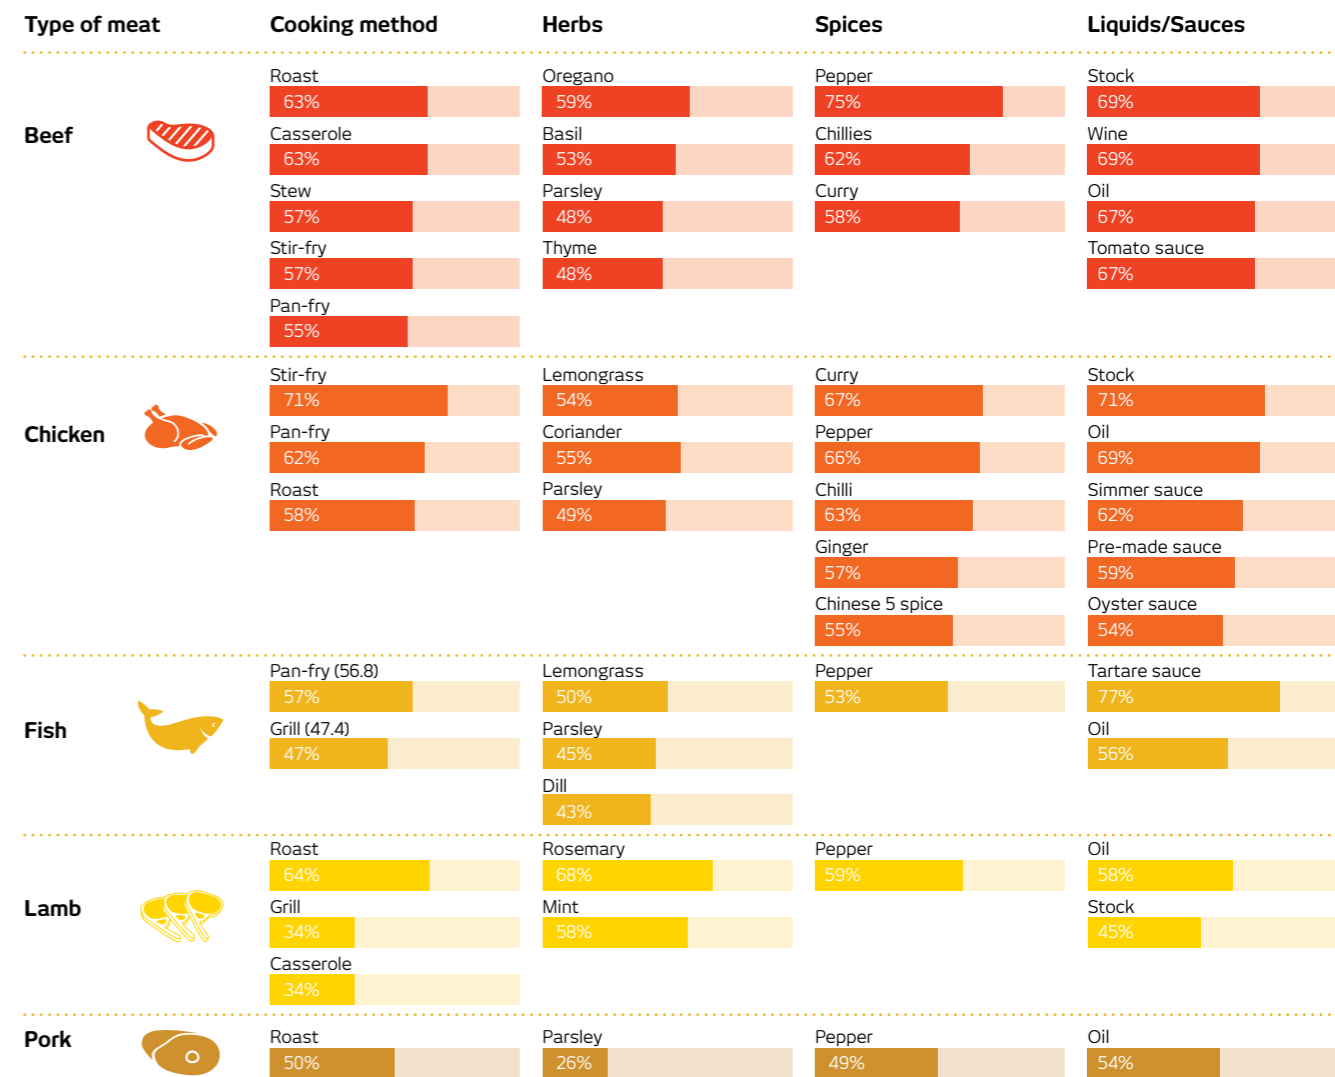 Type of meat Cooking method Herbs Spices Liquids/Sauces
Beef
Roast Oregano Pepper Stock
63% 59% 75% 69%
Casserole Basil Chillies Wine
63% 53% 62% 69%
Stew Parsley Curry Oil
57% 48% 58% 67%
Stir-fry Thyme Tomato sauce
57% 48% 67%
Pan-fry
55%
Chicken
Stir-fry Lemongrass Curry Stock
71% 54% 67% 71%
Pan-fry Coriander Pepper Oil
62% 55% 66% 69%
Roast Parsley Chilli Simmer sauce
58% 49% 63% 62%
Ginger Pre-made sauce
57% 59%
Chinese 5 spice Oyster sauce
55% 54%
Fish
Pan-fry (56.8) Lemongrass Pepper Tartare sauce
57% 50% 53% 77%
Grill (47.4) Parsley Oil
47% 45% 56%
Dill
43%
Lamb
Roast Rosemary Pepper Oil
64% 68% 59% 58%
Grill Mint Stock
34% 58% 45%
Casserole
34%
Pork
Roast Parsley Pepper Oil
50% 26% 49% 54%